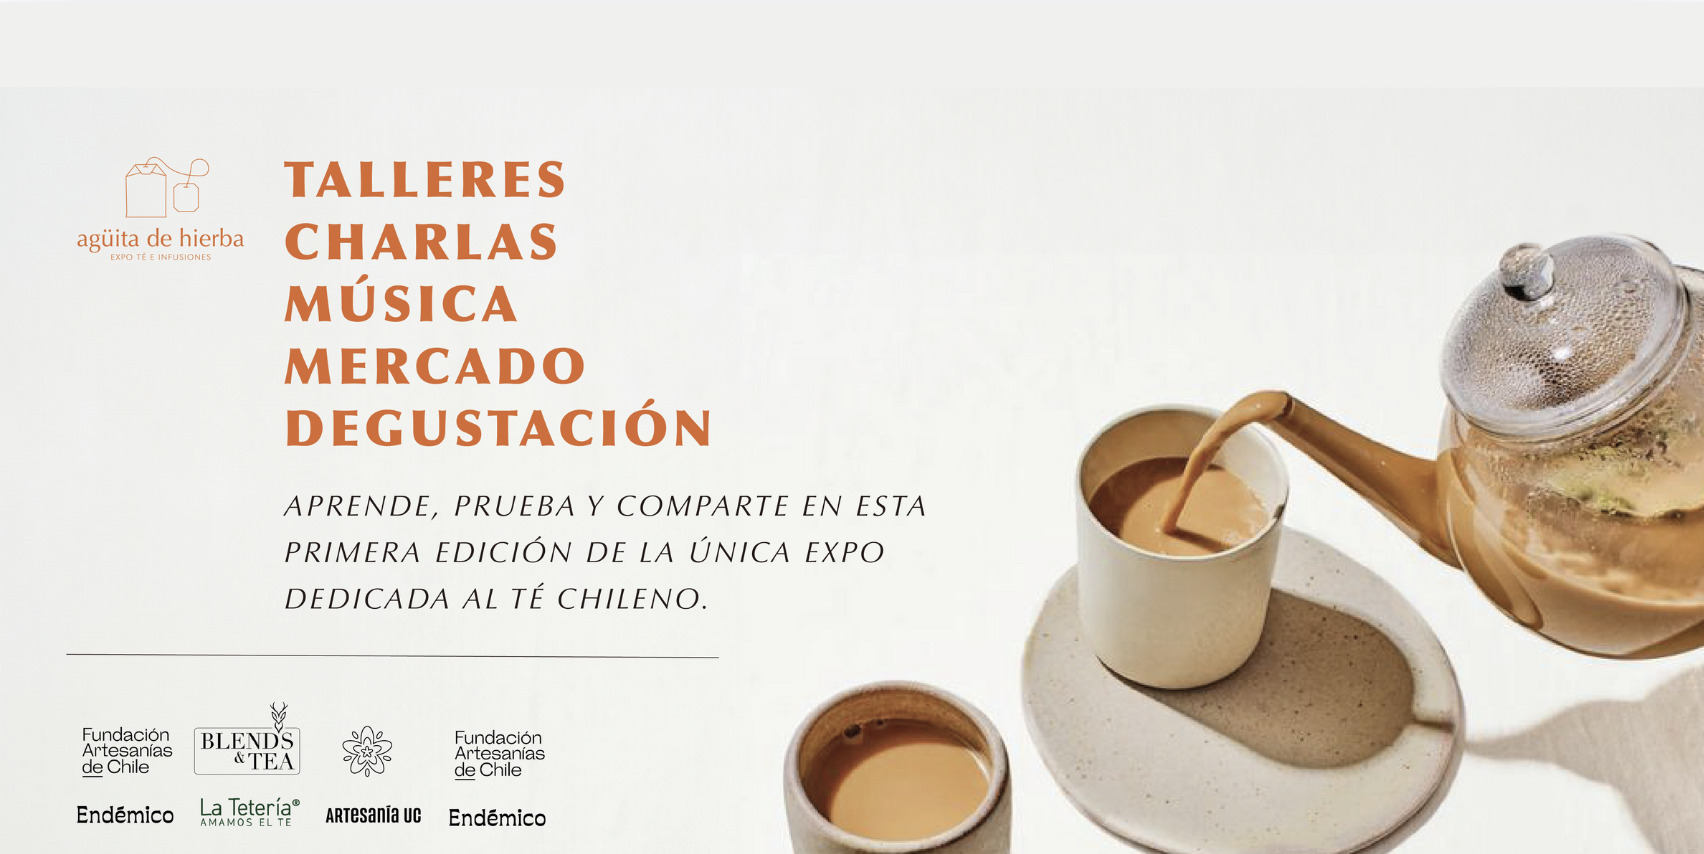 agüita de hierba
EXPO TÉ E INFUSIONES
TALLERES
CHARLAS
MÚSICA
MERCADO
DEGUSTACIÓN
APRENDE, PRUEBA Y COMPARTE EN ESTA
PRIMERA EDICIÓN DE LA ÚNICA EXPO
DEDICADA AL TÉ CHILENO.
Fundación
Artesanías
de Chile
BLENDS
& TEA
Fundación
Artesanías
de Chile
Endémico
La Tetería®
AMAMOS EL TE
ARTESANÍA UC
Endémico